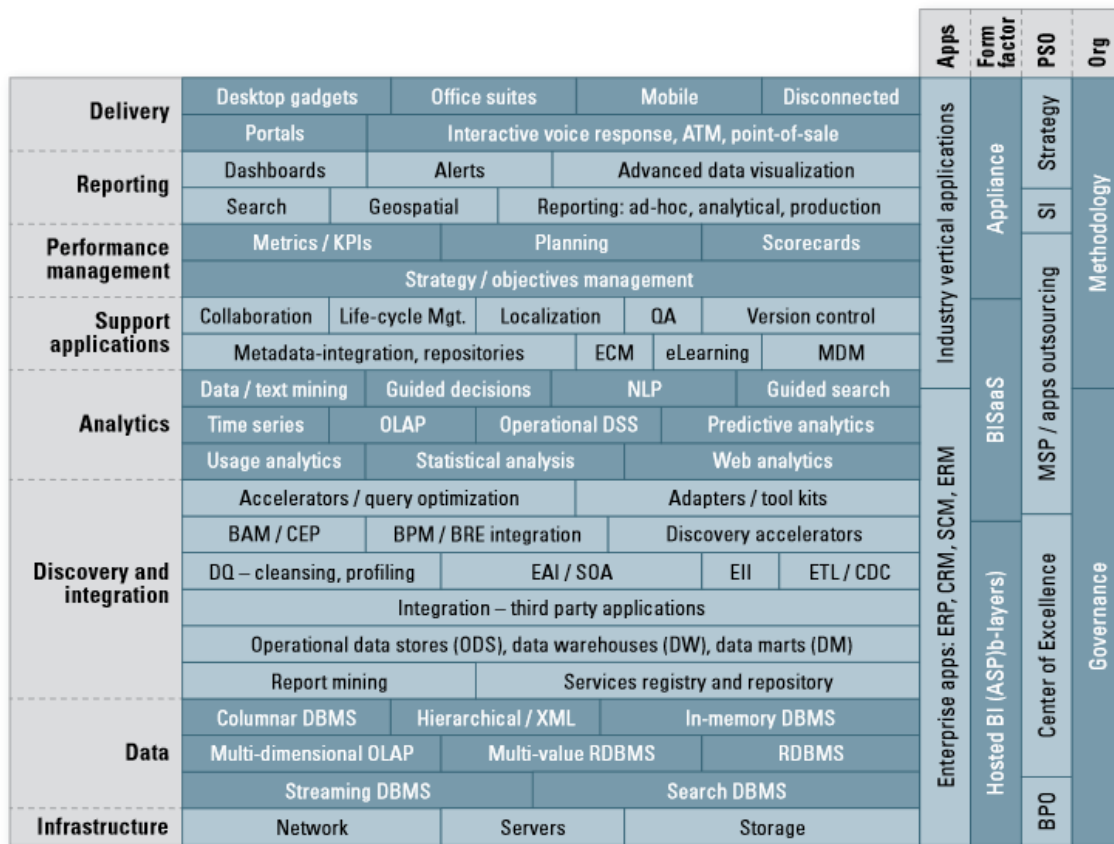 Apps
Form factor
PSO
Org
Delivery
Desktop gadgets
Office suites
Mobile
Disconnected
Portals
Interactive voice response, ATM, point-of-sale
Reporting
Dashboards
Alerts
Advanced data visualization
Search
Geospatial
Reporting: ad-hoc, analytical, production
Performance
management
Metrics / KPIs
Planning
Scorecards
Strategy / objectives management
Support
applications
Collaboration
Life-cycle Mgt.
Localization
QA
Version control
Metadata-integration, repositories
ECM
eLearning
MDM
Analytics
Data / text mining
Guided decisions
NLP
Guided search
Time series
OLAP
Operational DSS
Predictive analytics
Usage analytics
Statistical analysis
Web analytics
Discovery and
integration
Accelerators / query optimization
Adapters / tool kits
BAM / CEP
BPM / BRE integration
Discovery accelerators
DQ – cleansing, profiling
EAI / SOA
EII
ETL / CDC
Integration – third party applications
Operational data stores (ODS), data warehouses (DW), data marts (DM)
Report mining
Services registry and repository
Data
Columnar DBMS
Hierarchical / XML
In-memory DBMS
Multi-dimensional OLAP
Multi-value RDBMS
RDBMS
Streaming DBMS
Search DBMS
Infrastructure
Network
Servers
Storage
Industry vertical applications
Enterprise apps: ERP, CRM, SCM, ERM
Appliance
BISaaS
Hosted BI (ASP)b-layers)
Strategy
SI
MSP / apps outsourcing
Center of Excellence
BPO
Methodology
Governance